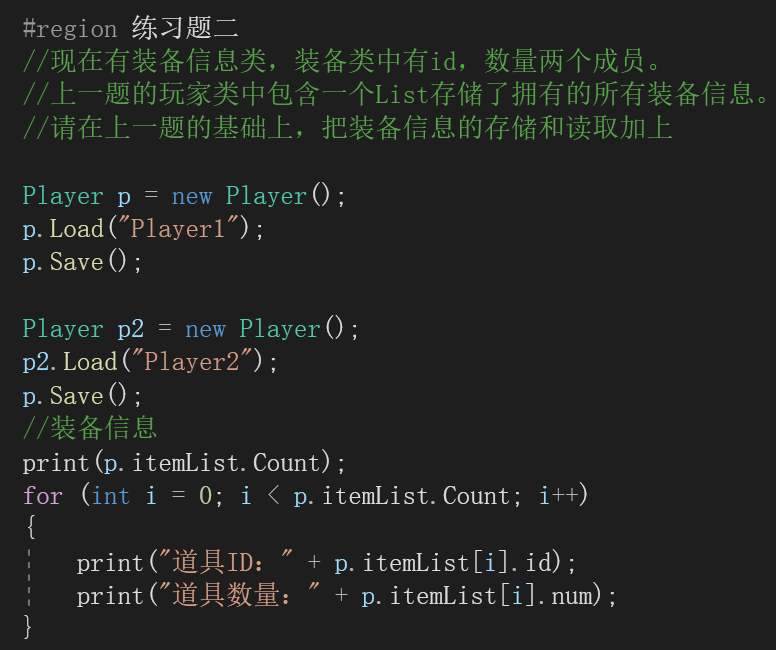 #region 练习题二
//现在有装备信息类，装备类中有id，数量两个成员。
//上一题的玩家类中包含一个List存储了拥有的所有装备信息。
//请在上一题的基础上，把装备信息的存储和读取加上
Player p = new Player();
p.Load("Player1");
p.Save();
Player p2 = new Player();
p2.Load("Player2");
p.Save();
//装备信息
print(p.itemList.Count);
for (int i = 0; i < p.itemList.Count; i++)
{
print("道具ID：" + p.itemList[i].id);
print("道具数量：" + p.itemList[i].num);
}